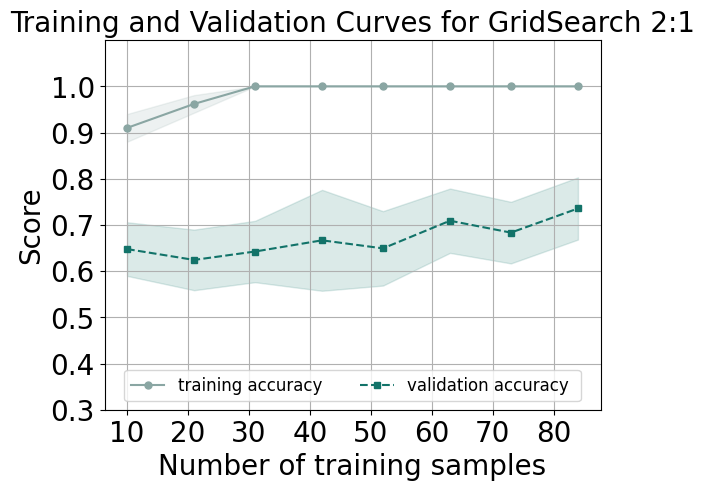 Training and Validation Curves for GridSearch 2:1
Score
1.0
0.9
0.8
0.7
0.6
0.5
0.4
0.3
training accuracy validation accuracy
10 20 30 40 50 60 70 80
Number of training samples